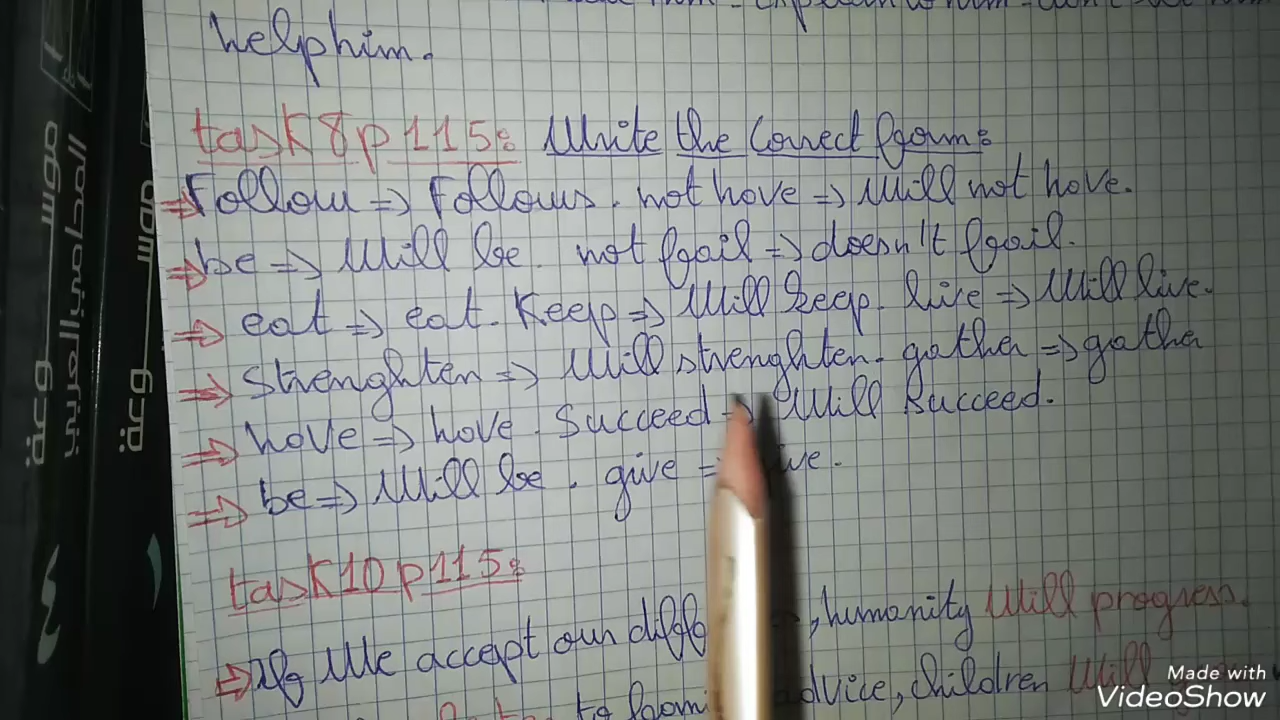 help him.
task 8 p 115: Write the correct form:
⇒ Follow ⇒ Follows. not have ⇒ Will not have.
⇒ be ⇒ Will be. not fail ⇒ doesn't fail.
⇒ eat ⇒ eat. Keep ⇒ Will keep. live ⇒ Will live.
⇒ Strenghten ⇒ Will strenghten. gather ⇒ gather
⇒ have ⇒ have. Succeed ⇒ Will Succeed.
⇒ be ⇒ Will be. give ⇒
task 10 p 115:
⇒ If We accept our , humanity Will progress.
to advice, children Will
Made with
VideoShow